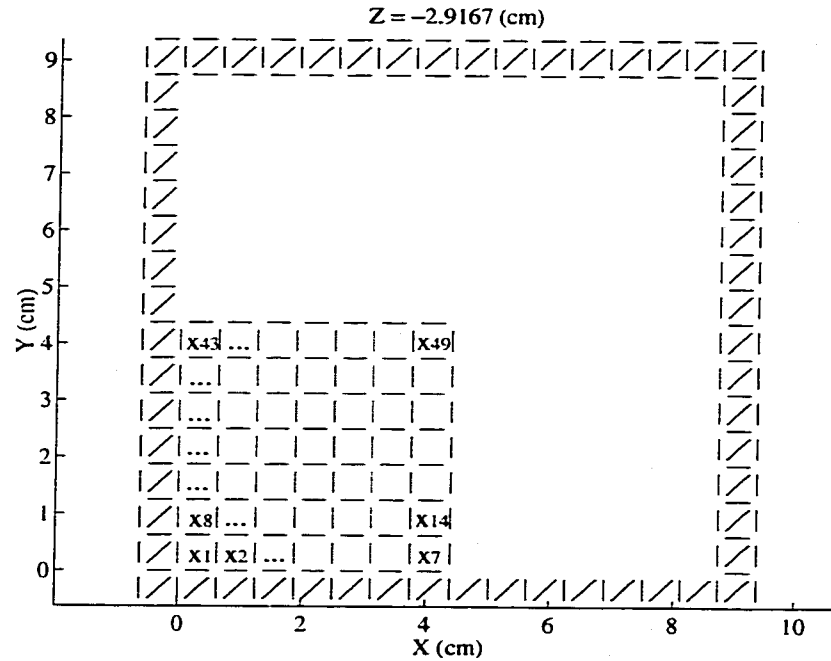 Z = −2.9167 (cm)
9
8
7
6
5
4
3
2
1
0
Y (cm)
x43 ... x49
...
...
...
...
x8 ... x14
x1 x2 ... x7
0 2 4 6 8 10
X (cm)